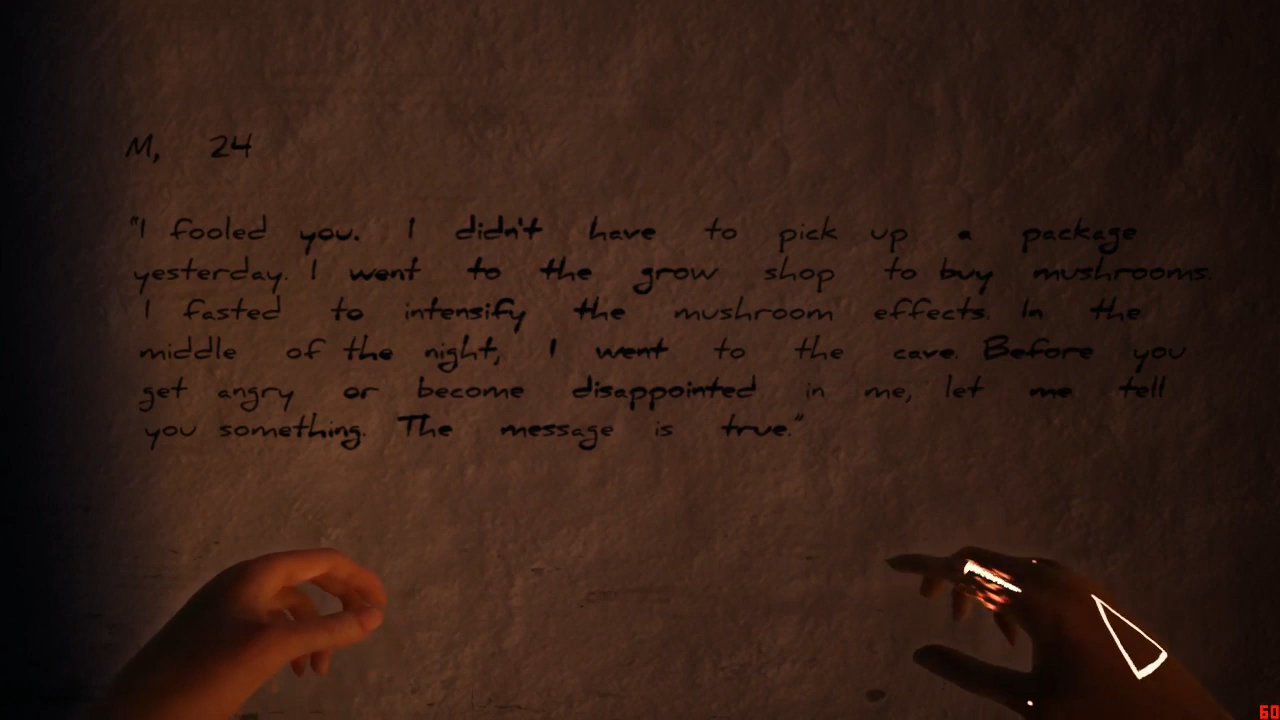 M, 24
"I fooled you. I didn't have to pick up a package
yesterday. I went to the grow shop to buy mushrooms.
I fasted to intensify the mushroom effects. In the
middle of the night, I went to the cave. Before you
get angry or become disappointed in me, let me tell
you something. The message is true."
60